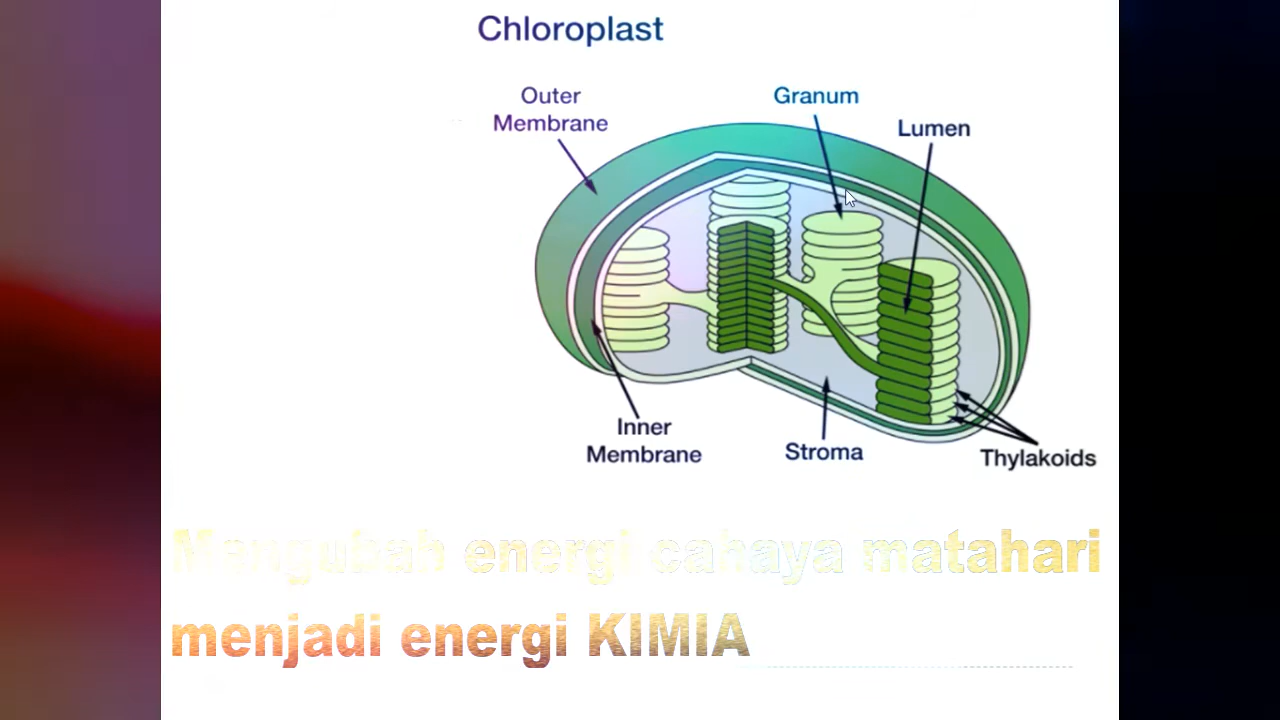 Chloroplast
Outer
Membrane
Granum
Lumen
Inner
Membrane
Stroma
Thylakoids
Mengubah energi cahaya matahari
menjadi energi KIMIA